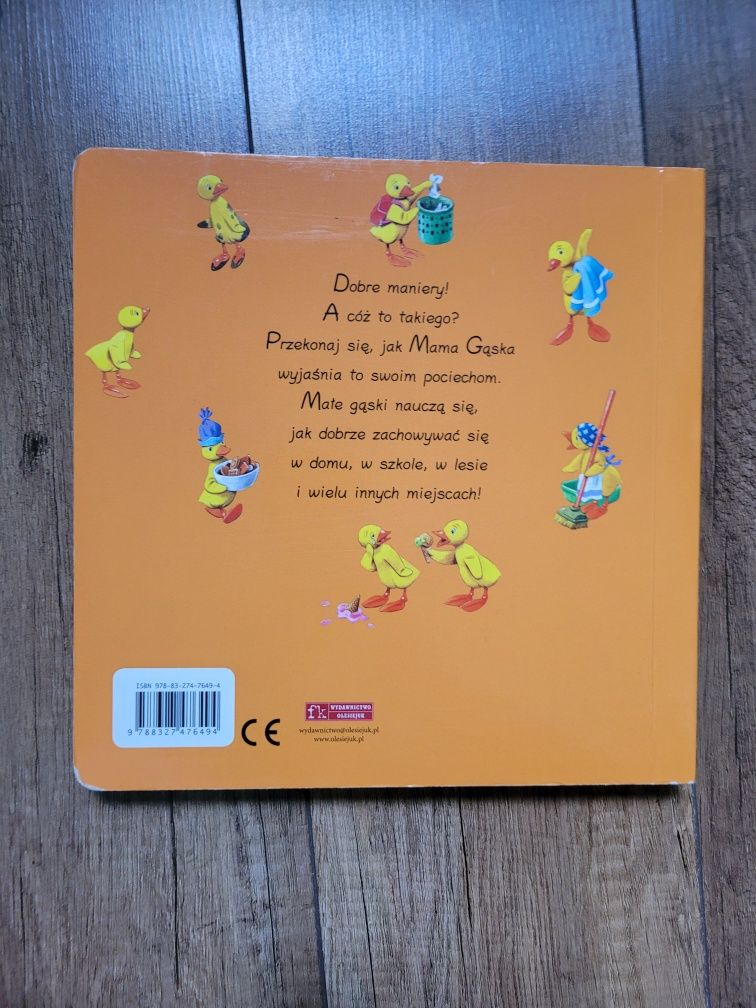 Dobre maniery!
A cóż to takiego?
Przekonaj się, jak Mama Gąska
wyjaśnia to swoim pociechom.
Małe gąski nauczą się,
jak dobrze zachowywać się
w domu, w szkole, w lesie
i wielu innych miejscach!
ISBN 978-83-274-7649-4
9 788327 476494
CE
fk WYDAWNICTWO
OLESIEJUK
wydawnictwo@olesiejuk.pl
www.olesiejuk.pl